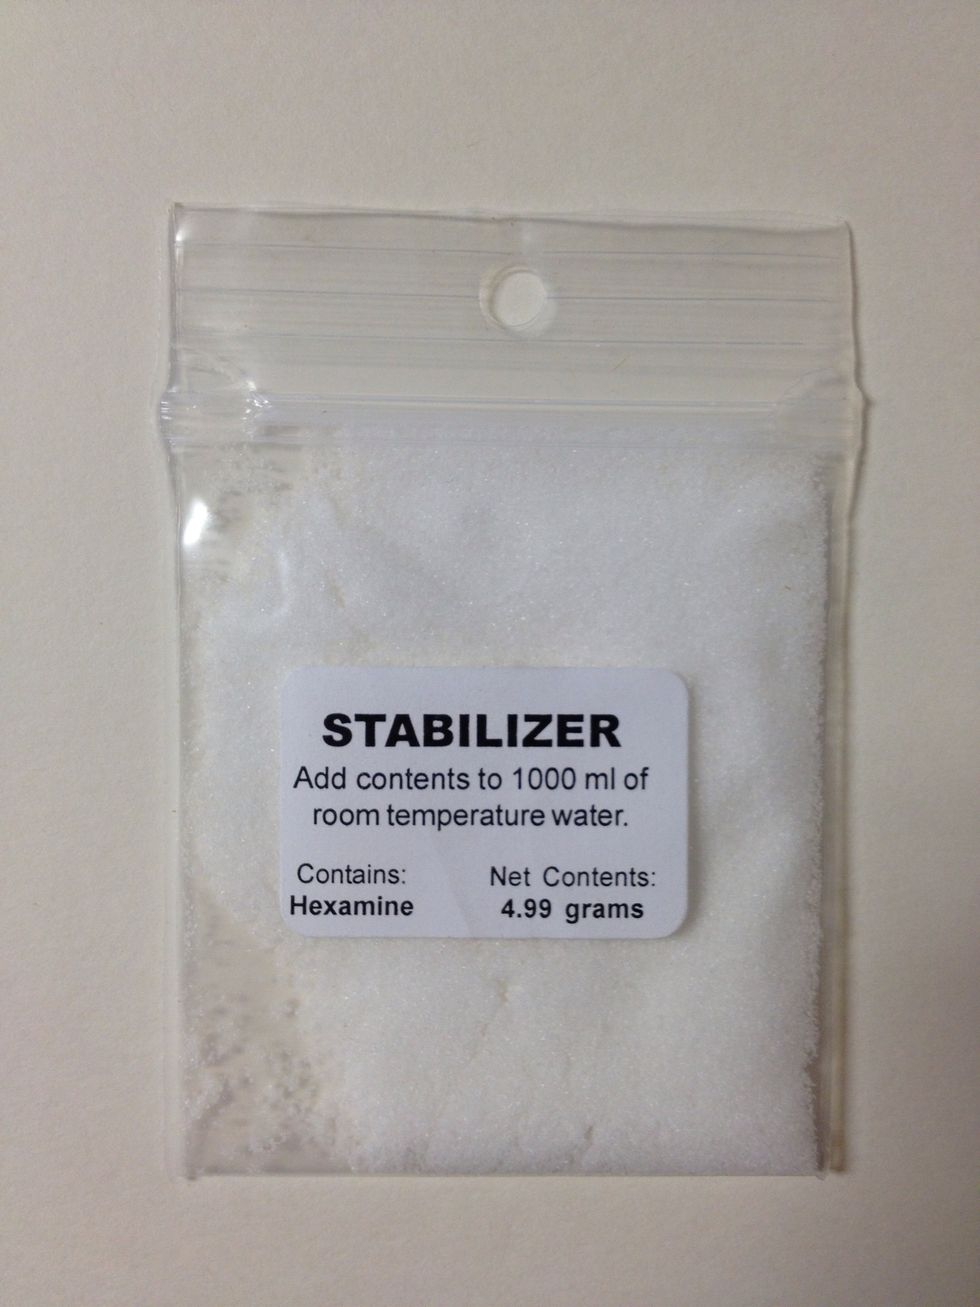 STABILIZER
Add contents to 1000 ml of
room temperature water.
Contains:
Hexamine
Net Contents:
4.99 grams